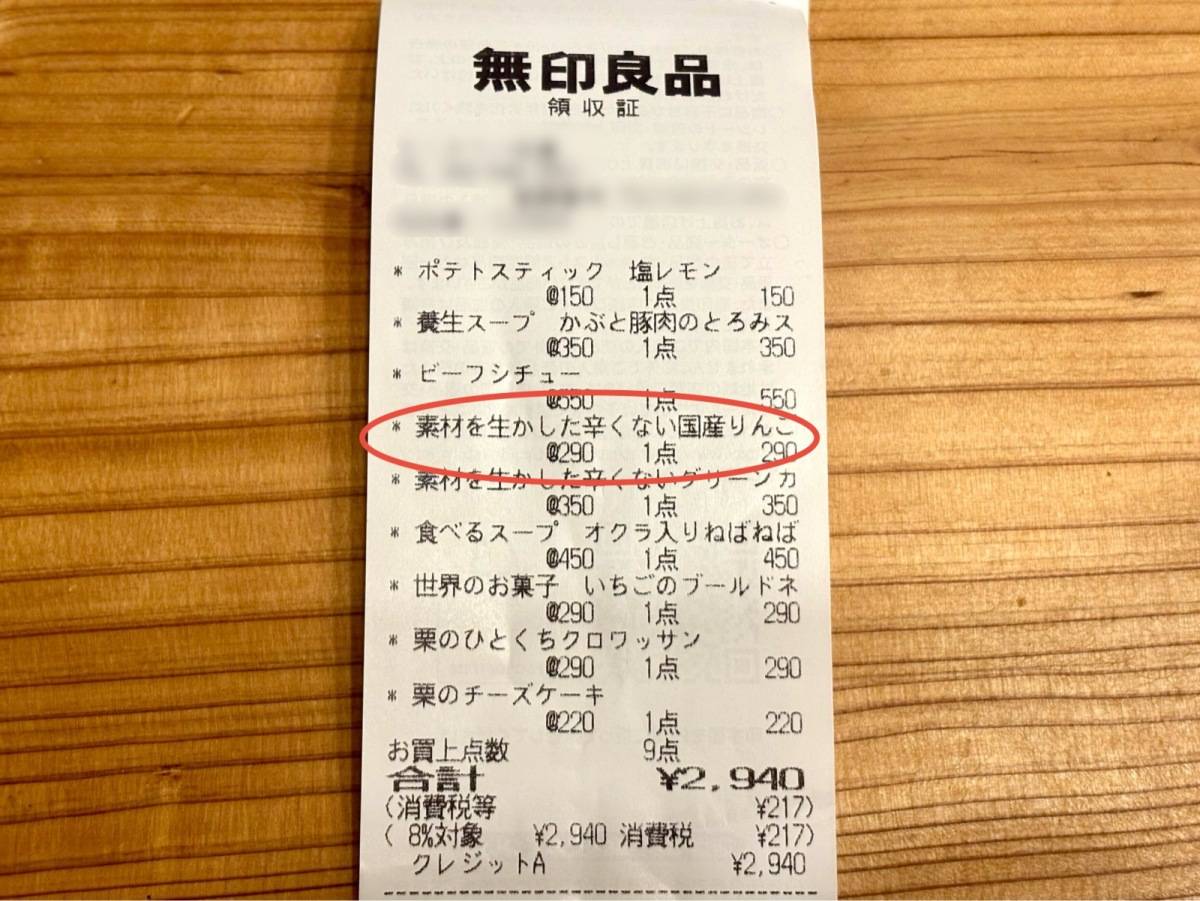 無印良品
領収証
* ポテトスティック 塩レモン
@150 1点 150
* 養生スープ かぶと豚肉のとろみス
@350 1点 350
* ビーフシチュー
@550 1点 550
* 素材を生かした辛くない国産りんご
@290 1点 290
* 素材を生かした辛くないグリーンカ
@350 1点 350
* 食べるスープ オクラ入りねばねば
@450 1点 450
* 世界のお菓子 いちごのブールドネ
@290 1点 290
* 栗のひとくちクロワッサン
@290 1点 290
* 栗のチーズケーキ
@220 1点 220
お買上点数 9点
合計 ¥2,940
(消費税等 ¥217)
( 8%対象 ¥2,940 消費税 ¥217)
クレジットA ¥2,940